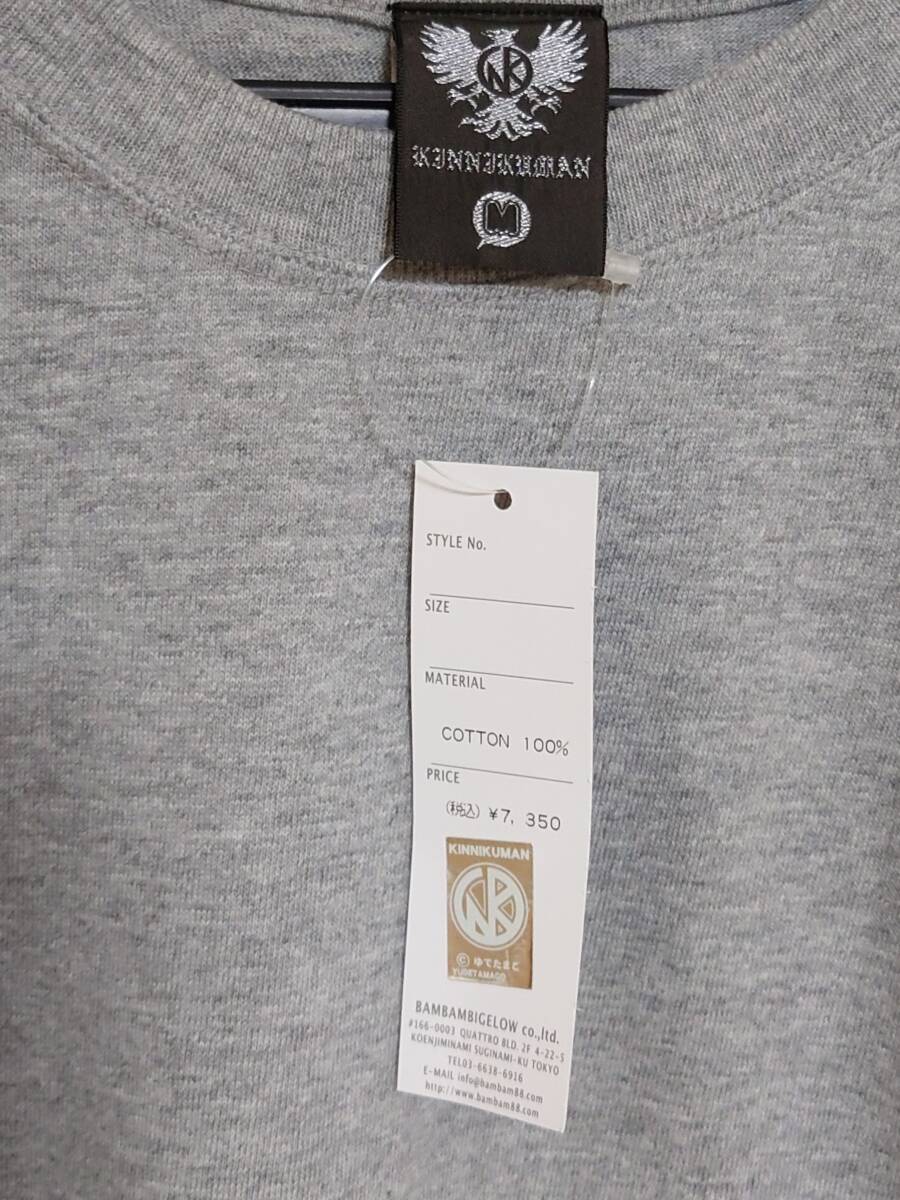 KINNIKUMAN
M
STYLE No.
SIZE
MATERIAL
COTTON 100%
PRICE
(税込) ¥7, 350
KINNIKUMAN
© ゆでたまご
YUDETAMAGO
BAMBAMBIGELOW co.,ltd.
#166-0003 QUATTRO BLD. 2F 4-22-5
KOENJIMINAMI SUGINAMI-KU TOKYO
TEL03-6638-6916
E-MAIL info@bambam88.com
http://www.bambam88.com